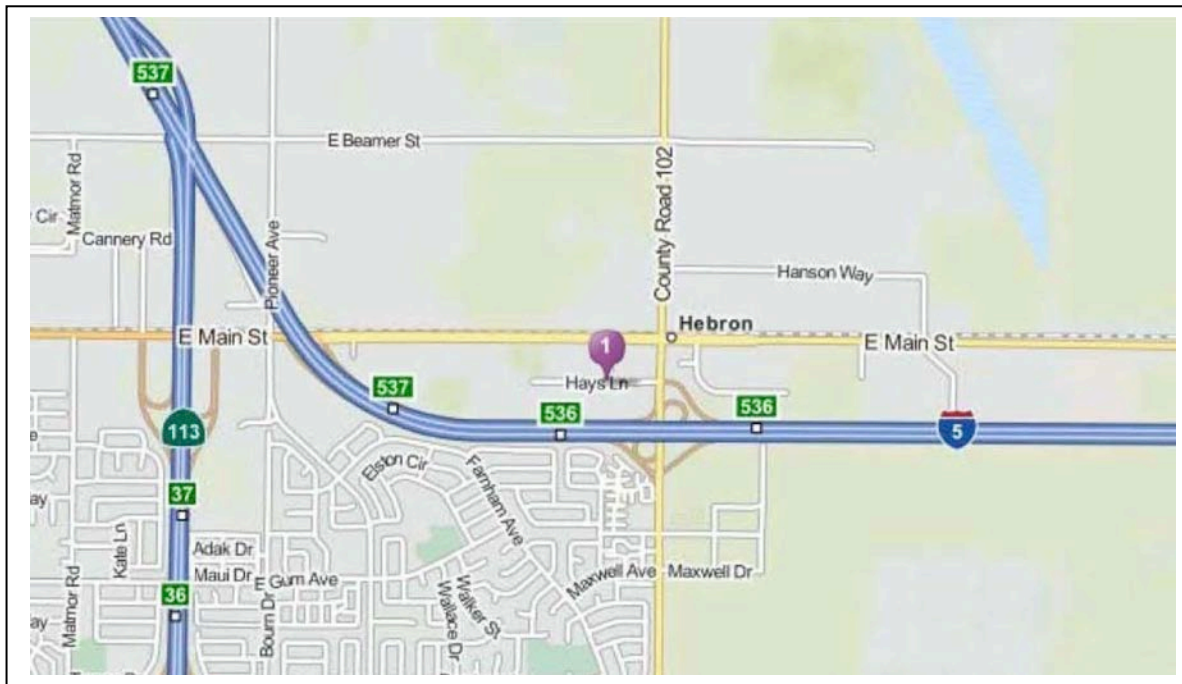 537
E Beamer St
Matmor Rd
County Road 102
Cir
Cannery Rd
Pioneer Ave
Hanson Way
Hebron
E Main St
1
E Main St
Hays Ln
537
536
536
113
5
Elston Cir
Farnham Ave
37
ay
Kate Ln
Adak Dr
Maui Dr
E Gum Ave
Maxwell Ave
Maxwell Dr
36
Matmor Rd
Bourn Dr
Walker St
Wallace Dr
ay